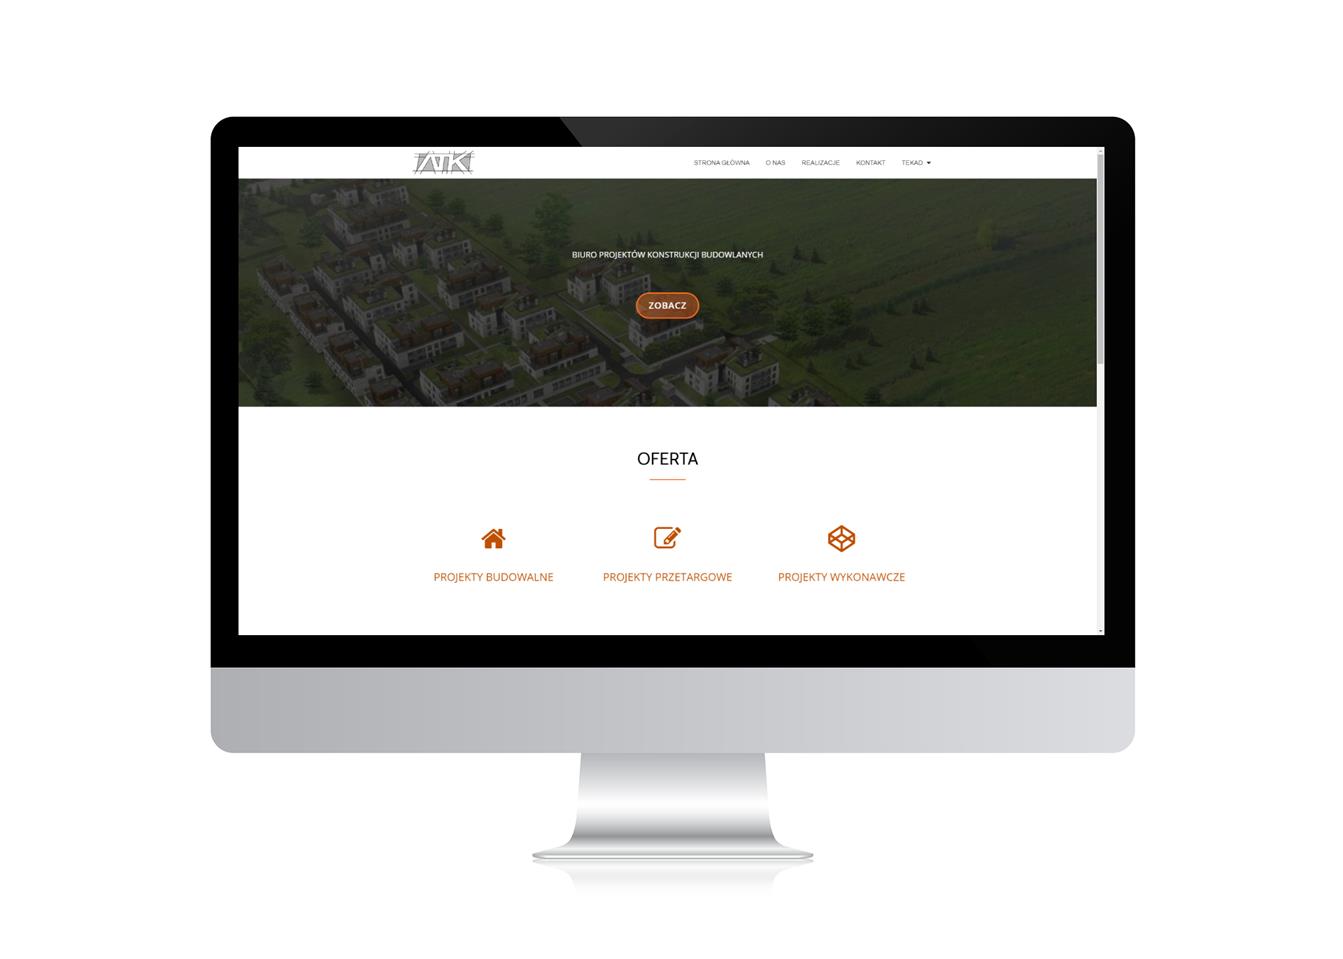 ATK
STRONA GŁÓWNA O NAS REALIZACJE KONTAKT TEKAD
BIURO PROJEKTÓW KONSTRUKCJI BUDOWLANYCH
ZOBACZ
OFERTA
PROJEKTY BUDOWALNE PROJEKTY PRZETARGOWE PROJEKTY WYKONAWCZE